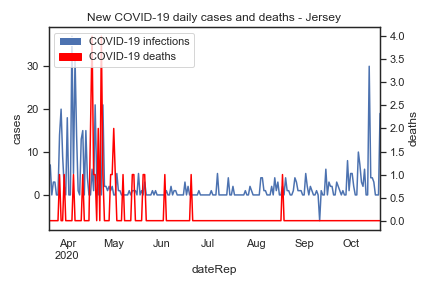 New COVID-19 daily cases and deaths - Jersey
COVID-19 infections
COVID-19 deaths
cases
30
20
10
0
4.0
3.5
3.0
2.5
2.0
1.5
1.0
0.5
0.0
deaths
Apr May Jun Jul Aug Sep Oct
2020
dateRep